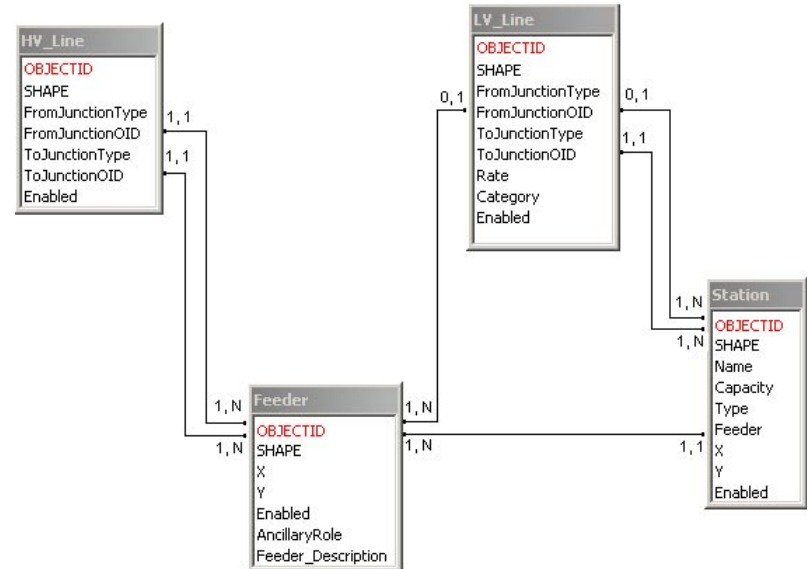 HV_Line
OBJECTID
SHAPE
FromJunctionType
FromJunctionOID
ToJunctionType
ToJunctionOID
Enabled
1,1
1,1
LV_Line
OBJECTID
SHAPE
FromJunctionType
FromJunctionOID
ToJunctionType
ToJunctionOID
Rate
Category
Enabled
0,1
0,1
1,1
Station
OBJECTID
SHAPE
Name
Capacity
Type
Feeder
X
Y
Enabled
1,N
1,N
1,1
Feeder
OBJECTID
SHAPE
X
Y
Enabled
AncillaryRole
Feeder_Description
1,N
1,N
1,N
1,N